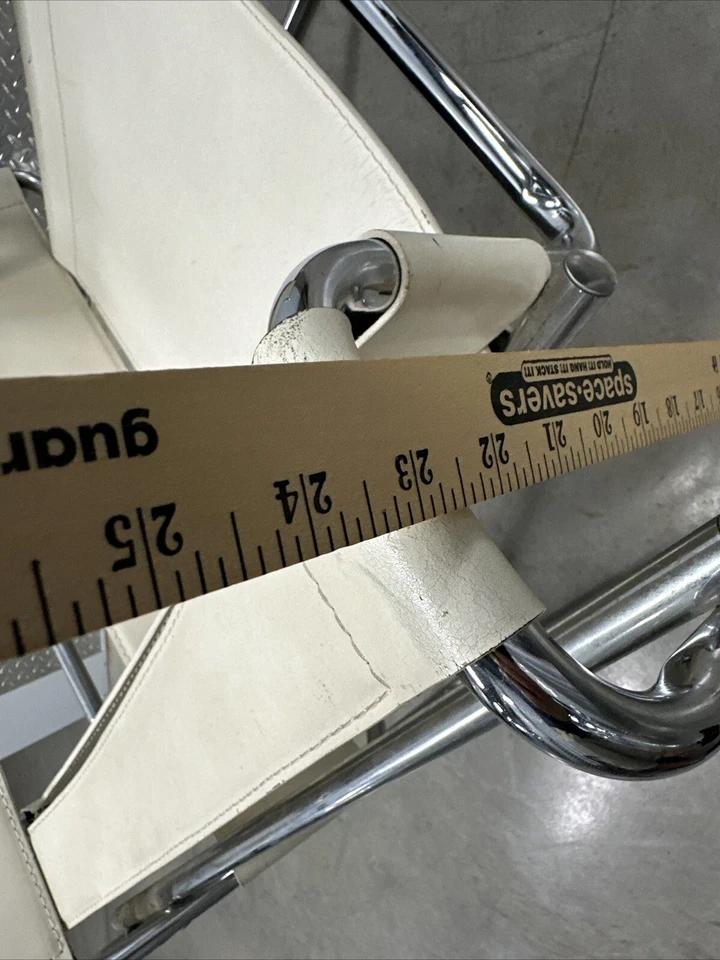 space•savers®
HOLD IT! HANG IT! STACK IT!
guar
25 24 23 22 21 20 19 18 17